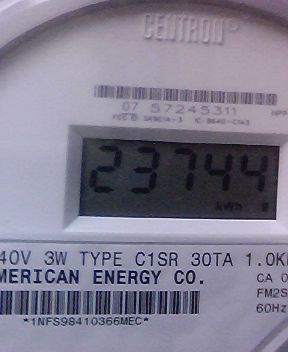 CENTRON®
07 57245311
23744
kWh
40V 3W TYPE C1SR 30TA 1.0K
MERICAN ENERGY CO.
CA 0
FM2S
60Hz
*1NFS98410366MEC*